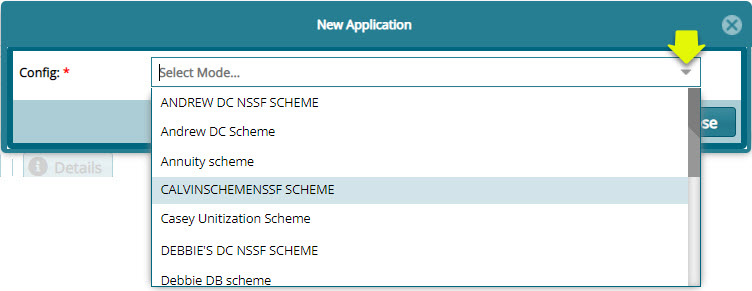 New Application
Config: *
Select Mode...
ANDREW DC NSSF SCHEME
Andrew DC Scheme
Annuity scheme
CALVINSCHEMENSSF SCHEME
Casey Unitization Scheme
DEBBIE'S DC NSSF SCHEME
Debbie DB scheme
Details